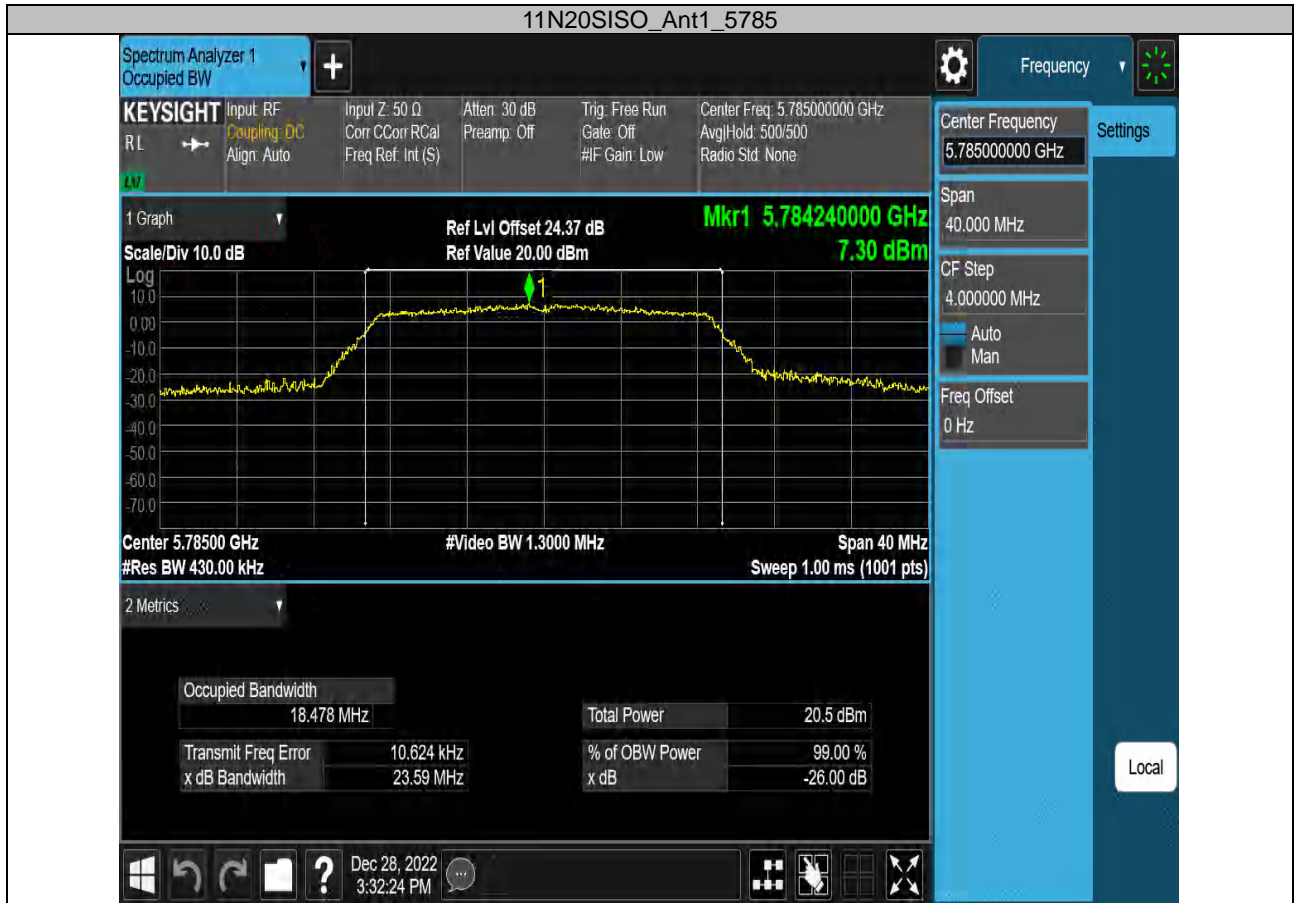 11N20SISO_Ant1_5785
Spectrum Analyzer 1
Occupied BW
+
Frequency
KEYSIGHT
RL
Input: RF
Coupling: DC
Align: Auto
Input Z: 50 Ω
Corr CCorr RCal
Freq Ref: Int (S)
Atten: 30 dB
Preamp: Off
Trig: Free Run
Gate: Off
#IF Gain: Low
Center Freq: 5.785000000 GHz
Avg|Hold: 500/500
Radio Std: None
1 Graph
Scale/Div 10.0 dB
Ref Lvl Offset 24.37 dB
Ref Value 20.00 dBm
Mkr1 5.784240000 GHz
7.30 dBm
Log
10.0
0.00
-10.0
-20.0
-30.0
-40.0
-50.0
-60.0
-70.0
1
Center 5.78500 GHz
#Video BW 1.3000 MHz
Span 40 MHz
#Res BW 430.00 kHz
Sweep 1.00 ms (1001 pts)
2 Metrics
Occupied Bandwidth
18.478 MHz
Total Power 20.5 dBm
Transmit Freq Error 10.624 kHz
% of OBW Power 99.00 %
x dB Bandwidth 23.59 MHz
x dB -26.00 dB
Center Frequency
5.785000000 GHz
Settings
Span
40.000 MHz
CF Step
4.000000 MHz
Auto
Man
Freq Offset
0 Hz
Local
?
Dec 28, 2022
3:32:24 PM